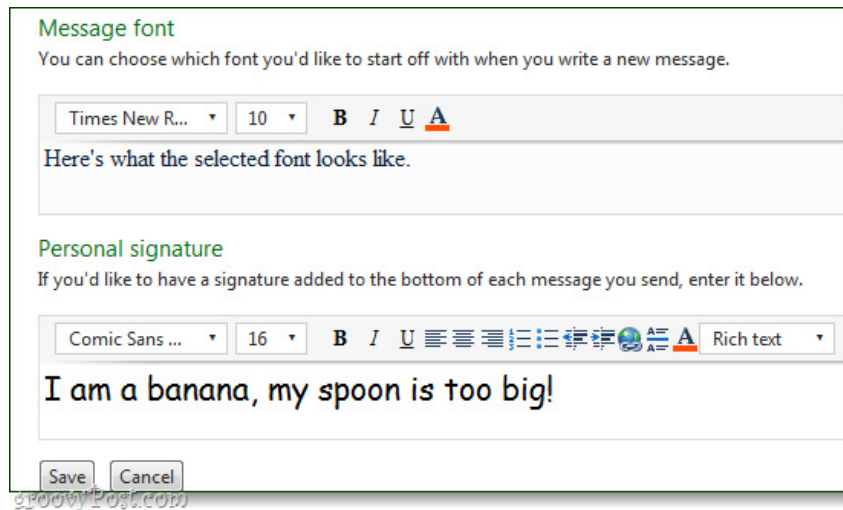 Message font
You can choose which font you'd like to start off with when you write a new message.
Times New R... 10 B I U A
Here's what the selected font looks like.
Personal signature
If you'd like to have a signature added to the bottom of each message you send, enter it below.
Comic Sans ... 16 B I U A Rich text
I am a banana, my spoon is too big!
Save Cancel
groovyPost.com